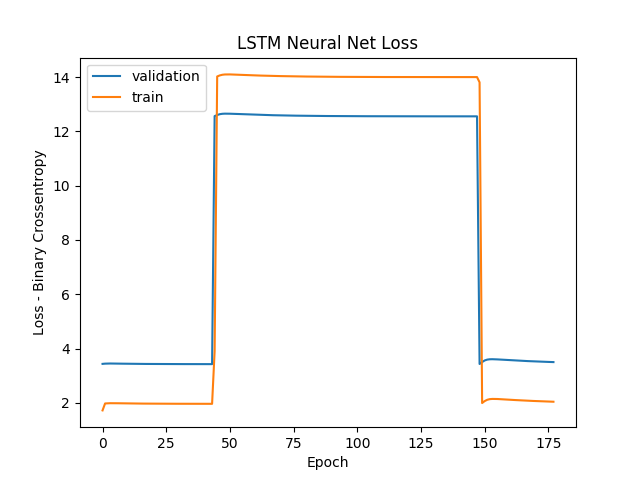 LSTM Neural Net Loss
validation
train
14
12
10
8
6
4
2
Loss - Binary Crossentropy
0 25 50 75 100 125 150 175
Epoch